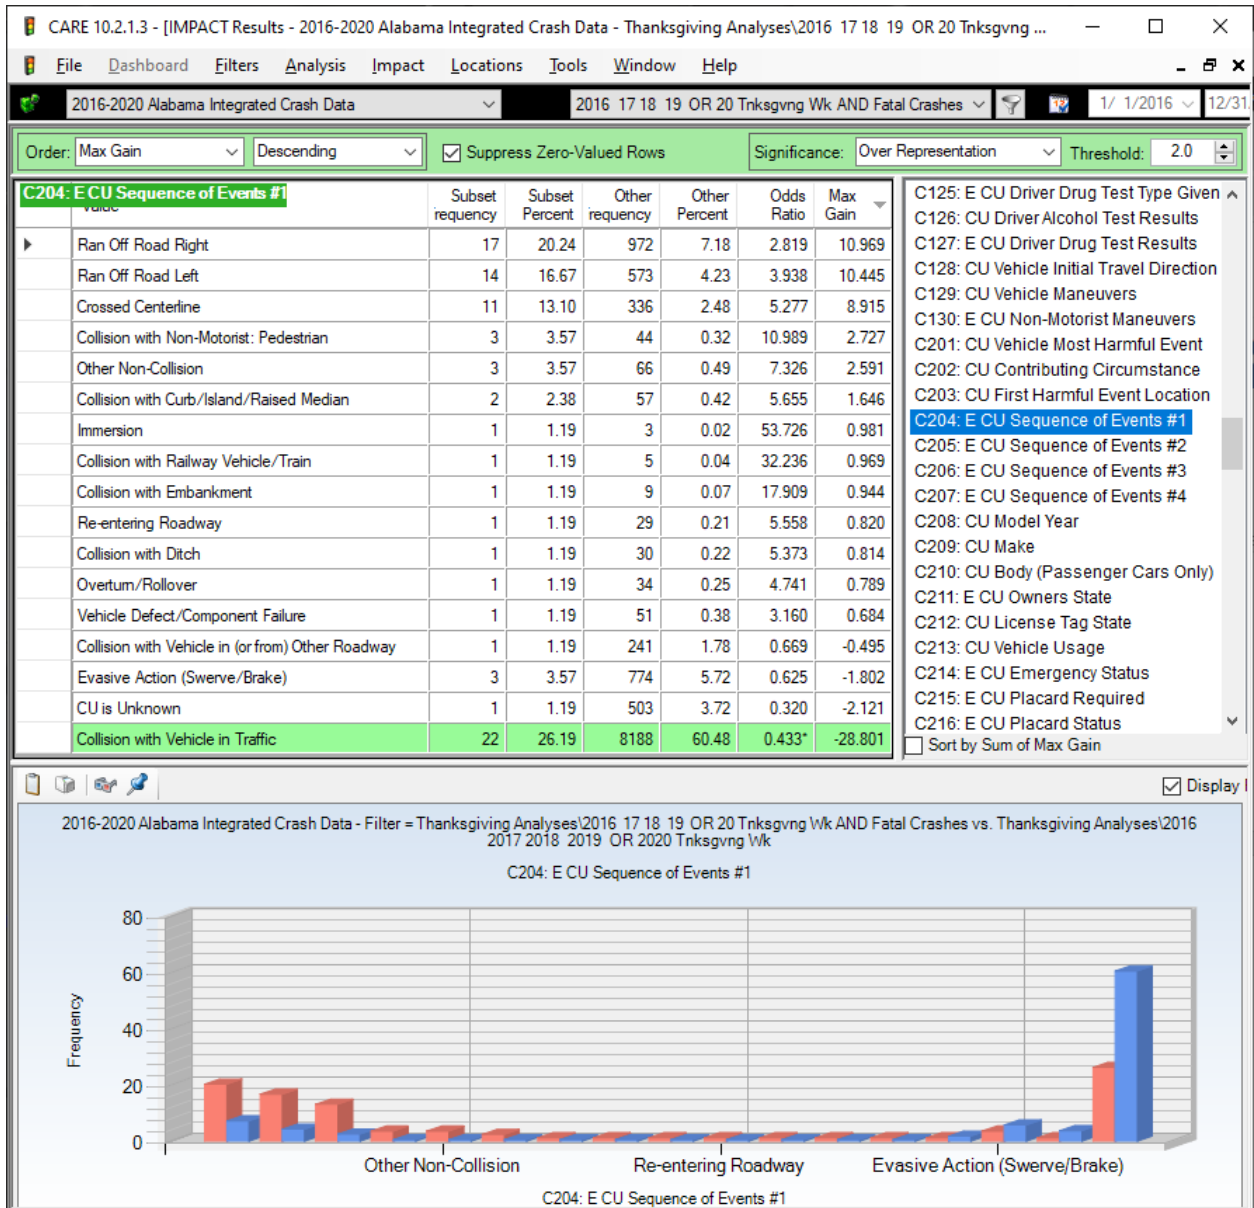 CARE 10.2.1.3 - [IMPACT Results - 2016-2020 Alabama Integrated Crash Data - Thanksgiving Analyses\2016 17 18 19 OR 20 Tnksgvng ...
File Dashboard Filters Analysis Impact Locations Tools Window Help
2016-2020 Alabama Integrated Crash Data 2016 17 18 19 OR 20 Tnksgvng Wk AND Fatal Crashes 1/ 1/2016 12/31
Order: Max Gain Descending Suppress Zero-Valued Rows Significance: Over Representation Threshold: 2.0
C204: E CU Sequence of Events #1
Value Subset requency Subset Percent Other requency Other Percent Odds Ratio Max Gain
Ran Off Road Right 17 20.24 972 7.18 2.819 10.969
Ran Off Road Left 14 16.67 573 4.23 3.938 10.445
Crossed Centerline 11 13.10 336 2.48 5.277 8.915
Collision with Non-Motorist: Pedestrian 3 3.57 44 0.32 10.989 2.727
Other Non-Collision 3 3.57 66 0.49 7.326 2.591
Collision with Curb/Island/Raised Median 2 2.38 57 0.42 5.655 1.646
Immersion 1 1.19 3 0.02 53.726 0.981
Collision with Railway Vehicle/Train 1 1.19 5 0.04 32.236 0.969
Collision with Embankment 1 1.19 9 0.07 17.909 0.944
Re-entering Roadway 1 1.19 29 0.21 5.558 0.820
Collision with Ditch 1 1.19 30 0.22 5.373 0.814
Overturn/Rollover 1 1.19 34 0.25 4.741 0.789
Vehicle Defect/Component Failure 1 1.19 51 0.38 3.160 0.684
Collision with Vehicle in (or from) Other Roadway 1 1.19 241 1.78 0.669 -0.495
Evasive Action (Swerve/Brake) 3 3.57 774 5.72 0.625 -1.802
CU is Unknown 1 1.19 503 3.72 0.320 -2.121
Collision with Vehicle in Traffic 22 26.19 8188 60.48 0.433* -28.801
C125: E CU Driver Drug Test Type Given
C126: CU Driver Alcohol Test Results
C127: E CU Driver Drug Test Results
C128: CU Vehicle Initial Travel Direction
C129: CU Vehicle Maneuvers
C130: E CU Non-Motorist Maneuvers
C201: CU Vehicle Most Harmful Event
C202: CU Contributing Circumstance
C203: CU First Harmful Event Location
C204: E CU Sequence of Events #1
C205: E CU Sequence of Events #2
C206: E CU Sequence of Events #3
C207: E CU Sequence of Events #4
C208: CU Model Year
C209: CU Make
C210: CU Body (Passenger Cars Only)
C211: E CU Owners State
C212: CU License Tag State
C213: CU Vehicle Usage
C214: E CU Emergency Status
C215: E CU Placard Required
C216: E CU Placard Status
Sort by Sum of Max Gain
Display
2016-2020 Alabama Integrated Crash Data - Filter = Thanksgiving Analyses\2016 17 18 19 OR 20 Tnksgvng Wk AND Fatal Crashes vs. Thanksgiving Analyses\2016
2017 2018 2019 OR 2020 Tnksgvng Wk
C204: E CU Sequence of Events #1
80
60
40
20
0
Frequency
Other Non-Collision Re-entering Roadway Evasive Action (Swerve/Brake)
C204: E CU Sequence of Events #1